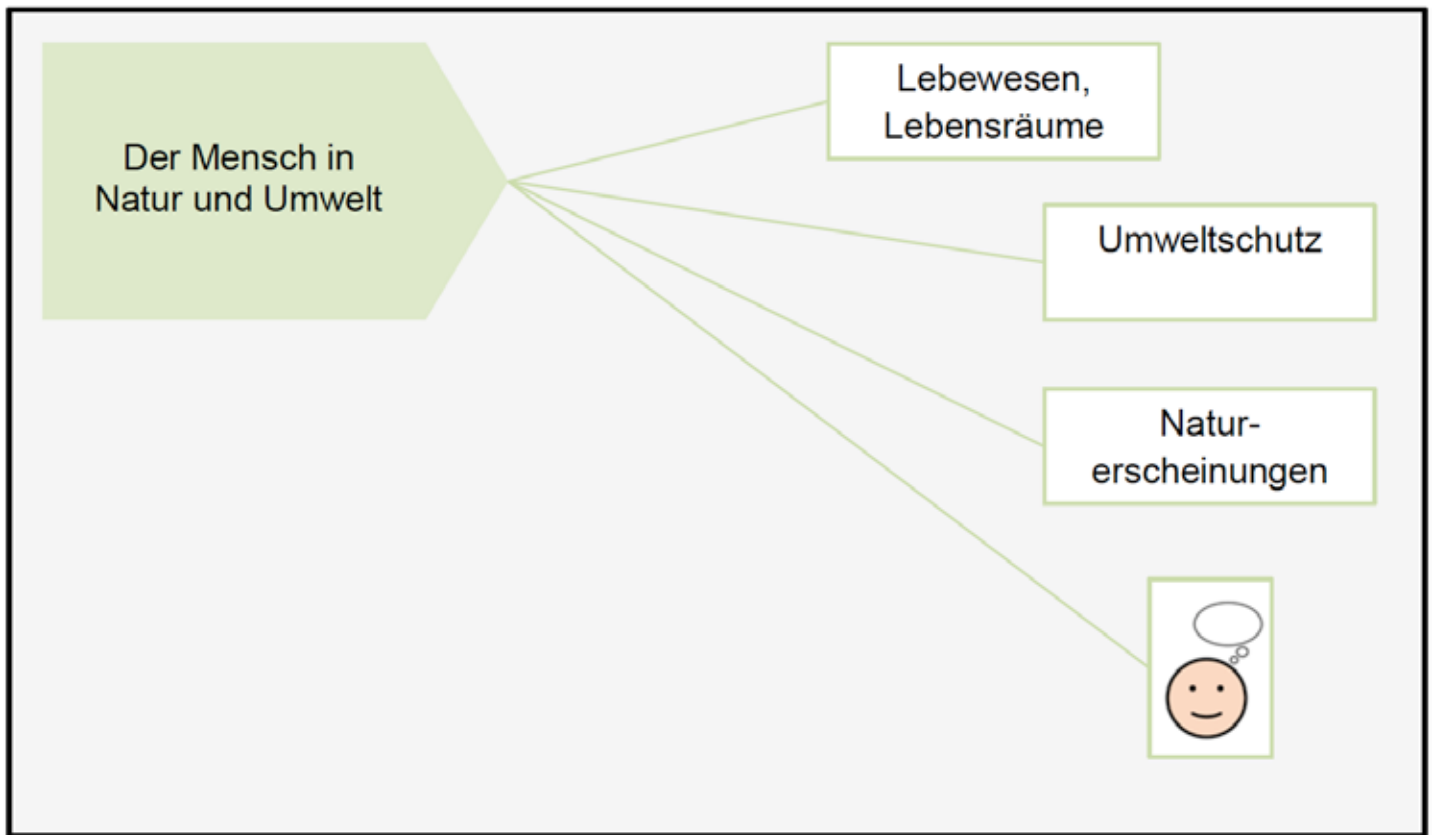 Der Mensch in
Natur und Umwelt
Lebewesen,
Lebensräume
Umweltschutz
Natur-
erscheinungen